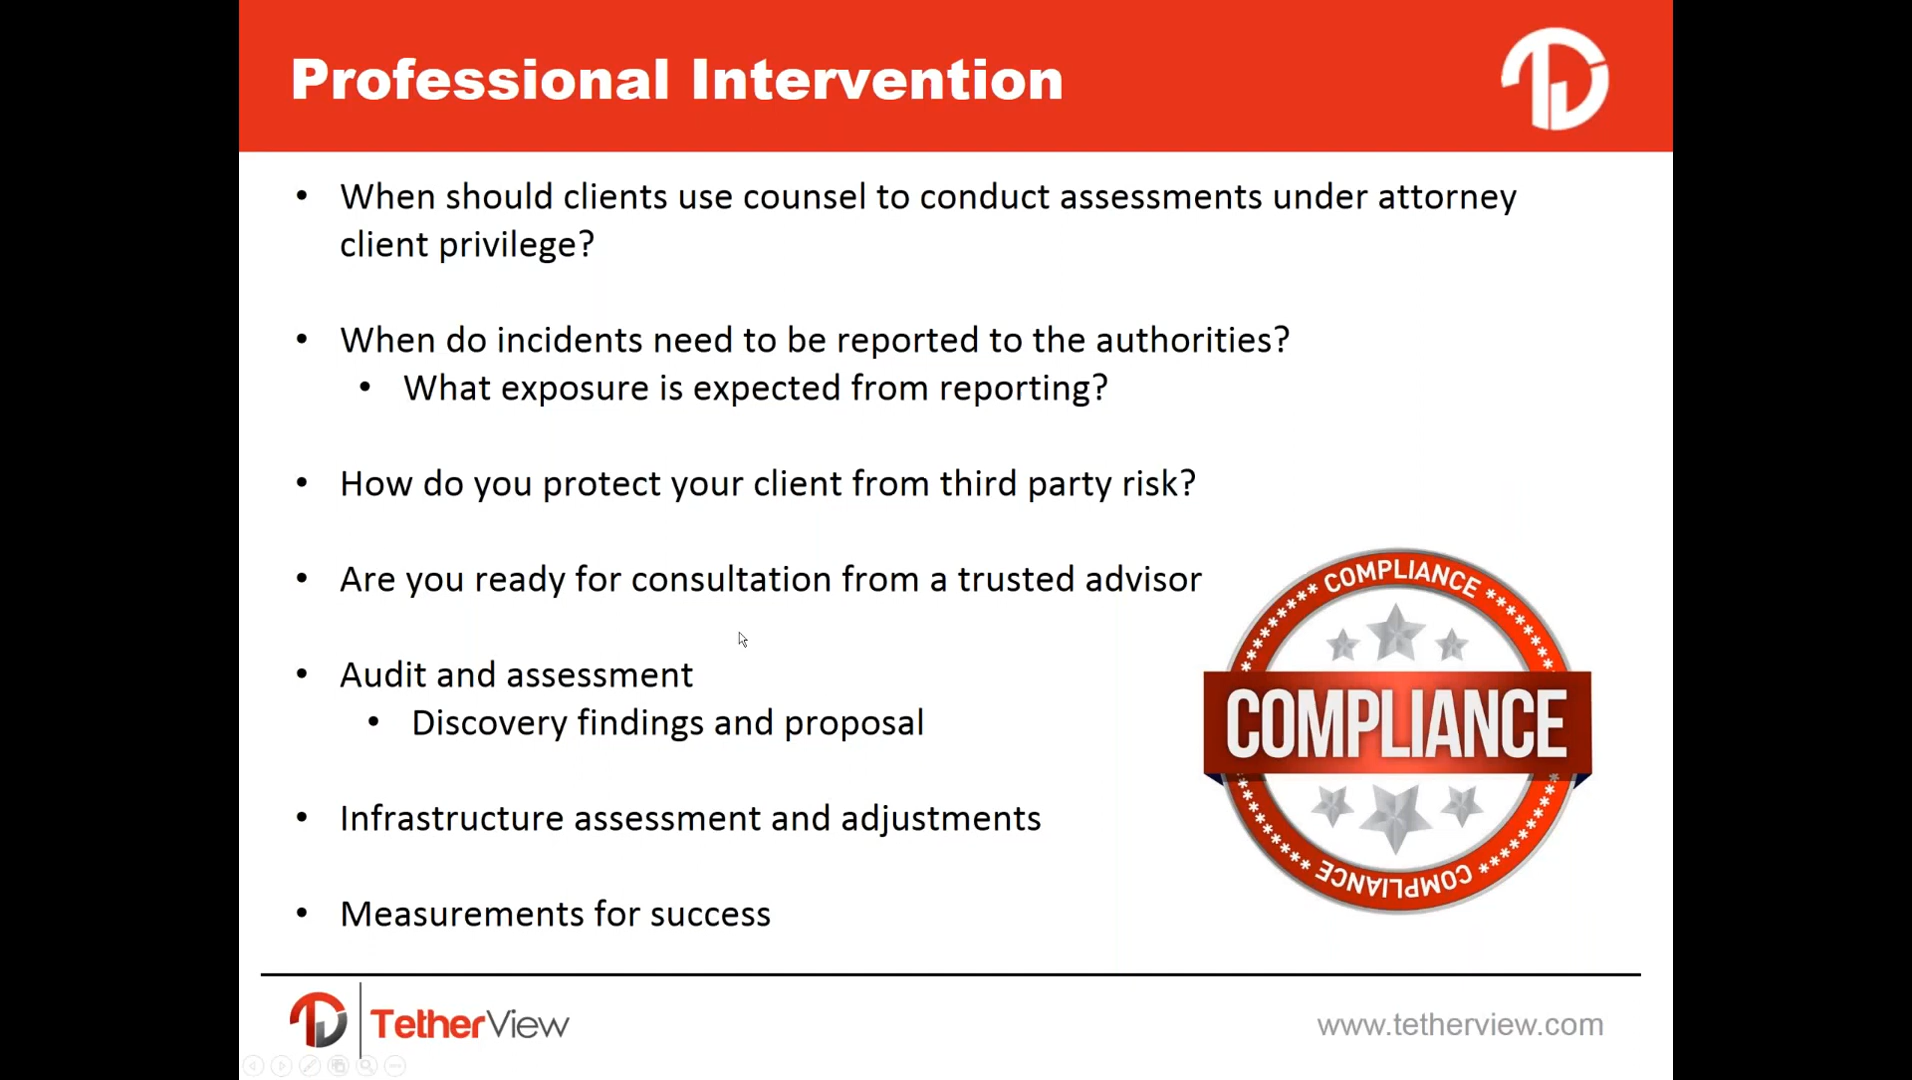 Professional Intervention
• When should clients use counsel to conduct assessments under attorney
client privilege?
• When do incidents need to be reported to the authorities?
• What exposure is expected from reporting?
• How do you protect your client from third party risk?
• Are you ready for consultation from a trusted advisor
• Audit and assessment
• Discovery findings and proposal
• Infrastructure assessment and adjustments
• Measurements for success
COMPLIANCE
COMPLIANCE
COMPLIANCE
TetherView
www.tetherview.com